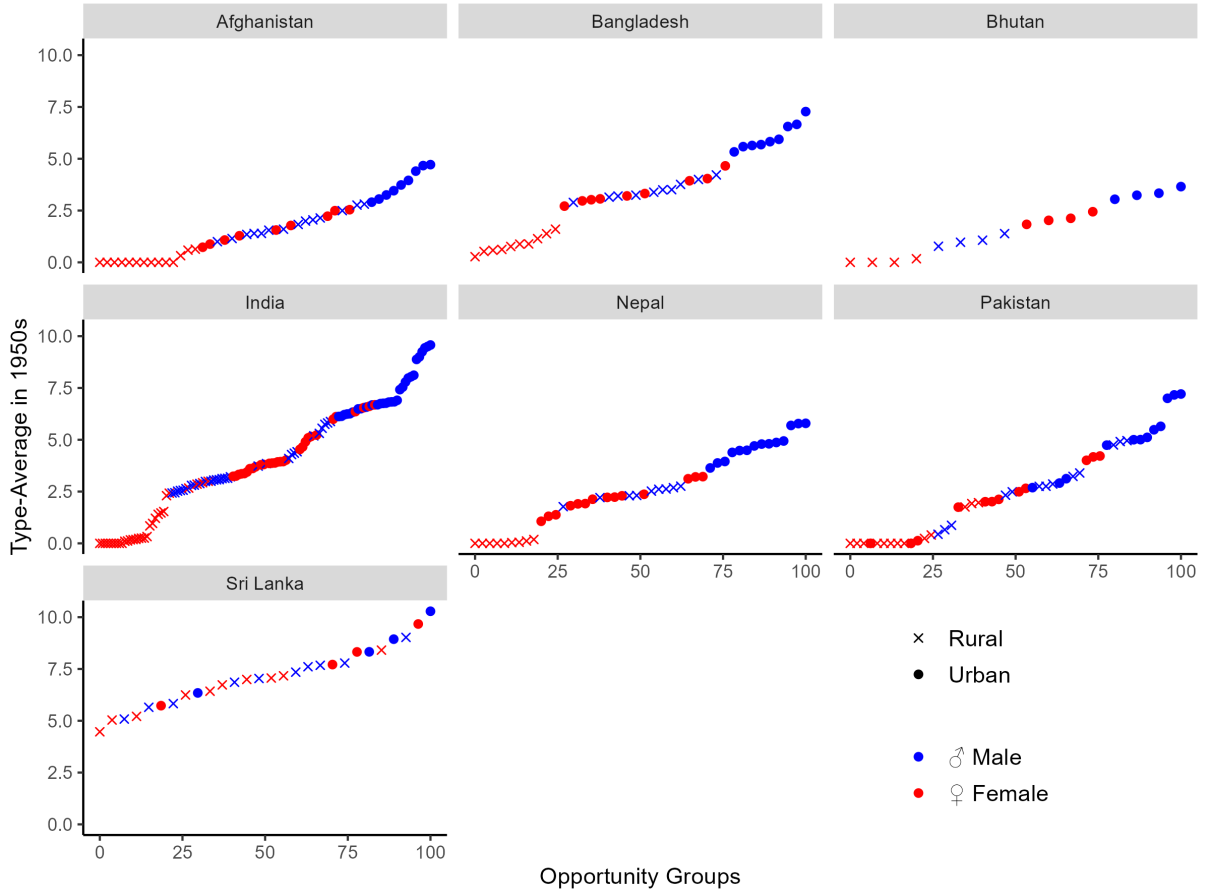 Afghanistan Bangladesh Bhutan
10.0
7.5
5.0
2.5
0.0
India Nepal Pakistan
10.0
7.5
5.0
2.5
0.0
0 25 50 75 100 0 25 50 75 100
Sri Lanka
10.0
7.5
5.0
2.5
0.0
0 25 50 75 100
Type-Average in 1950s
Opportunity Groups
Rural
Urban
♂ Male
♀ Female